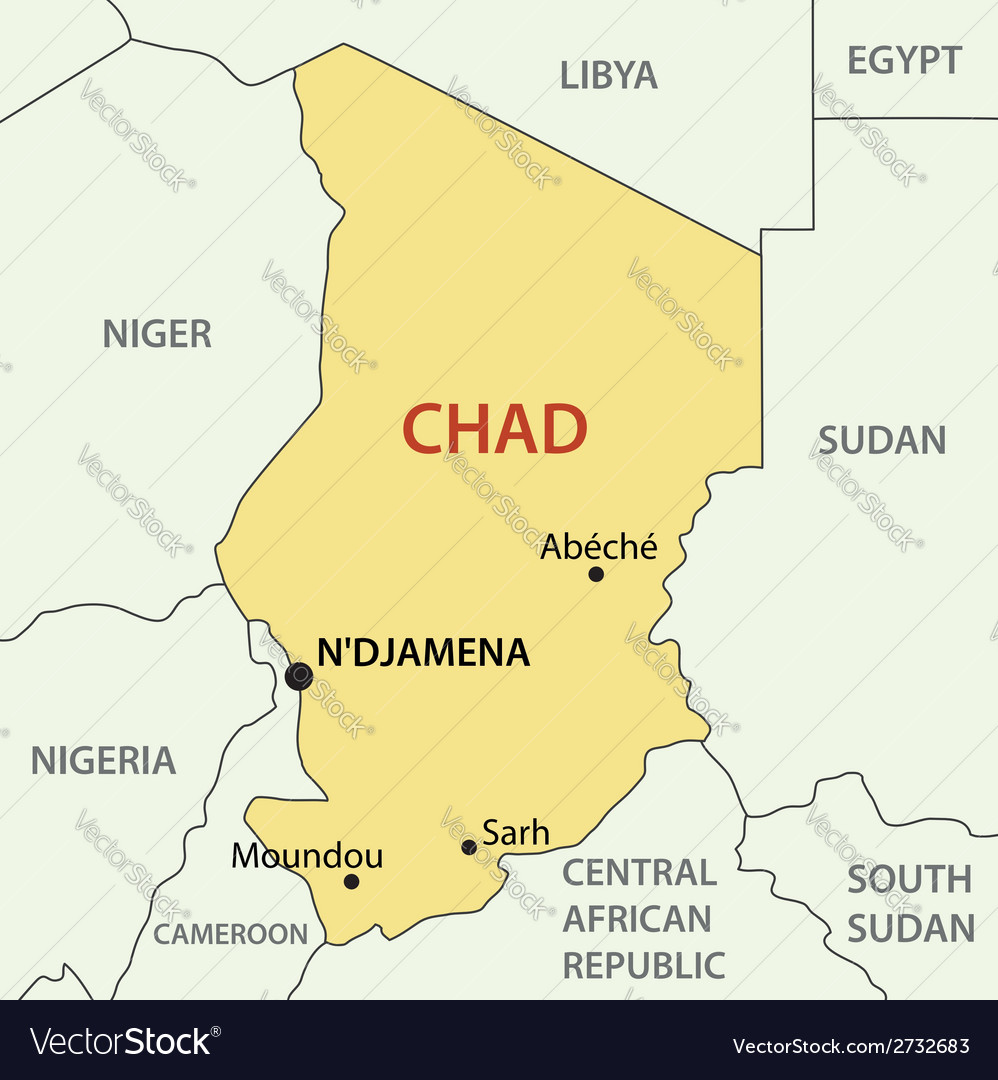 LIBYA
EGYPT
NIGER
CHAD
SUDAN
Abéché
N'DJAMENA
NIGERIA
Sarh
Moundou
CENTRAL
AFRICAN
REPUBLIC
SOUTH
SUDAN
CAMEROON
VectorStock®
VectorStock.com/2732683